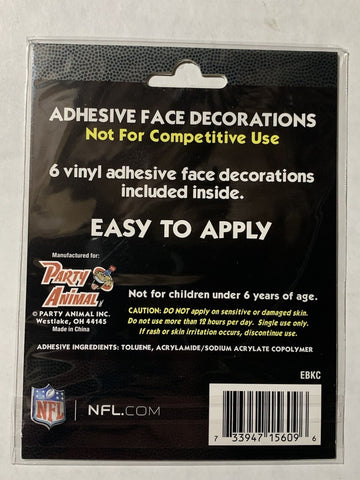 ADHESIVE FACE DECORATIONS
Not For Competitive Use
6 vinyl adhesive face decorations
included inside.
EASY TO APPLY
Manufactured for:
PARTY
ANIMAL
© PARTY ANIMAL INC.
Westlake, OH 44145
Made in China
Not for children under 6 years of age.
CAUTION: DO NOT APPLY on sensitive or damaged skin.
Do not use more than 12 hours per day. Single use only.
If rash or skin irritation occurs, discontinue use.
ADHESIVE INGREDIENTS: TOLUENE, ACRYLAMIDE/SODIUM ACRYLATE COPOLYMER
EBKC
NFL | NFL.COM
7 33947 15609 6